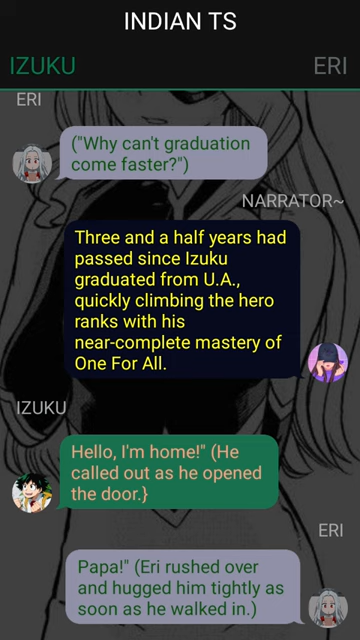 INDIAN TS
IZUKU
ERI
ERI
("Why can't graduation
come faster?")
NARRATOR~
Three and a half years had
passed since Izuku
graduated from U.A.,
quickly climbing the hero
ranks with his
near-complete mastery of
One For All.
IZUKU
Hello, I'm home!" (He
called out as he opened
the door.}
ERI
Papa!" (Eri rushed over
and hugged him tightly as
soon as he walked in.)